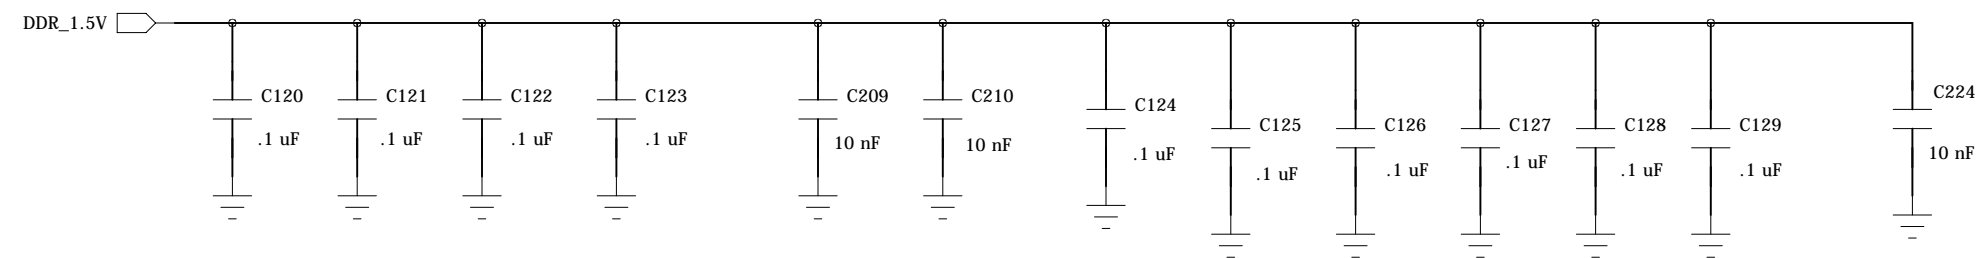 DDR_1.5V
C120
.1 uF
C121
.1 uF
C122
.1 uF
C123
.1 uF
C209
10 nF
C210
10 nF
C124
.1 uF
C125
.1 uF
C126
.1 uF
C127
.1 uF
C128
.1 uF
C129
.1 uF
C224
10 nF